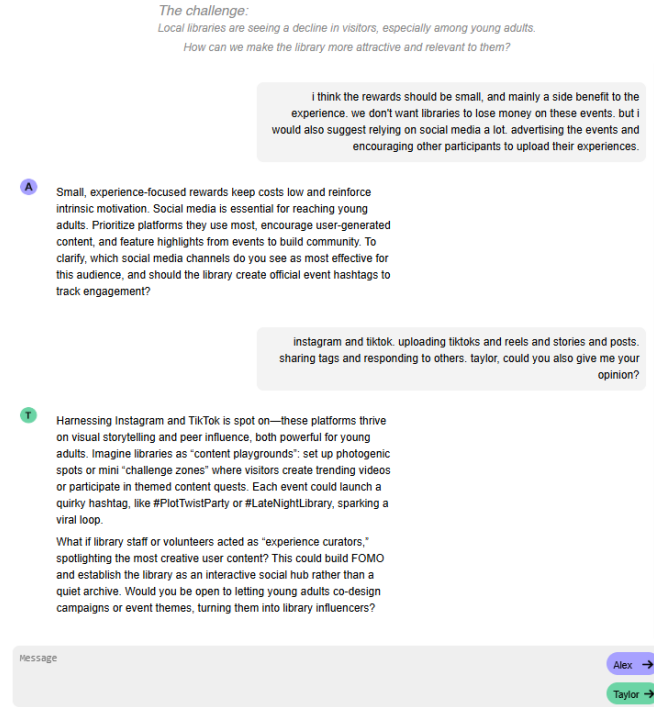 The challenge:
Local libraries are seeing a decline in visitors, especially among young adults.
How can we make the library more attractive and relevant to them?
i think the rewards should be small, and mainly a side benefit to the
experience. we don't want libraries to lose money on these events. but i
would also suggest relying on social media a lot. advertising the events and
encouraging other participants to upload their experiences.
A
Small, experience-focused rewards keep costs low and reinforce
intrinsic motivation. Social media is essential for reaching young
adults. Prioritize platforms they use most, encourage user-generated
content, and feature highlights from events to build community. To
clarify, which social media channels do you see as most effective for
this audience, and should the library create official event hashtags to
track engagement?
instagram and tiktok. uploading tiktoks and reels and stories and posts.
sharing tags and responding to others. taylor, could you also give me your
opinion?
T
Harnessing Instagram and TikTok is spot on—these platforms thrive
on visual storytelling and peer influence, both powerful for young
adults. Imagine libraries as “content playgrounds”: set up photogenic
spots or mini “challenge zones” where visitors create trending videos
or participate in themed content quests. Each event could launch a
quirky hashtag, like #PlotTwistParty or #LateNightLibrary, sparking a
viral loop.
What if library staff or volunteers acted as “experience curators,”
spotlighting the most creative user content? This could build FOMO
and establish the library as an interactive social hub rather than a
quiet archive. Would you be open to letting young adults co-design
campaigns or event themes, turning them into library influencers?
Message
Alex →
Taylor →